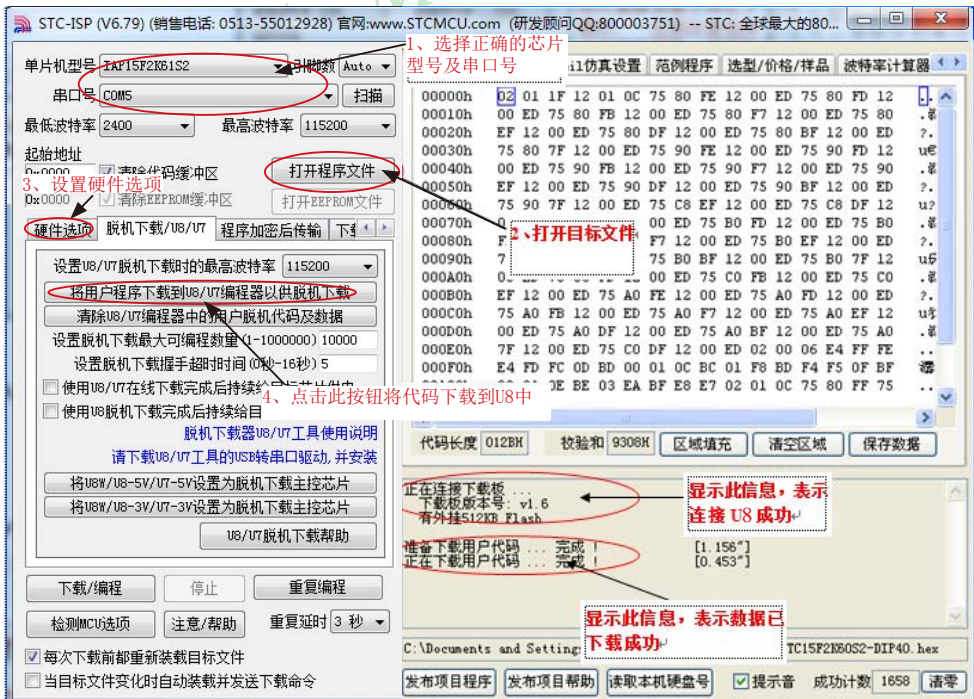 STC-ISP (V6.79) (销售电话: 0513-55012928) 官网:www.STCMCU.com (研发顾问QQ:800003751) -- STC: 全球最大的80...
1、选择正确的芯片
型号及串口号
单片机型号 IAP15F2K61S2 引脚数 Auto
串口号 COM5 扫描
最低波特率 2400 最高波特率 115200
起始地址
0x0000 清除代码缓冲区 打开程序文件
3、设置硬件选项
0x0000 清除EEPROM缓冲区 打开EEPROM文件
硬件选项 脱机下载/U8/U7 程序加密后传输
设置U8/U7脱机下载时的最高波特率 115200
将用户程序下载到U8/U7编程器以供脱机下载
清除U8/U7编程器中的用户脱机代码及数据
设置脱机下载最大可编程数量(1-1000000) 10000
设置脱机下载握手超时时间(0秒-16秒) 5
使用U8/U7在线下载完成后持续给目标芯片供电
4、点击此按钮将代码下载到U8中
使用U8脱机下载完成后持续给目
脱机下载器U8/U7工具使用说明
请下载U8/U7工具的USB转串口驱动,并安装
将U8W/U8-5V/U7-5V设置为脱机下载主控芯片
将U8W/U8-3V/U7-3V设置为脱机下载主控芯片
U8/U7脱机下载帮助
下载/编程 停止 重复编程
检测MCU选项 注意/帮助 重复延时 3 秒
每次下载前都重新装载目标文件
当目标文件变化时自动装载并发送下载命令
仿真设置 范例程序 选型/价格/样品 波特率计算器
00000h 02 01 1F 12 01 0C 75 80 FE 12 00 ED 75 80 FD 12
00010h 00 ED 75 80 FB 12 00 ED 75 80 F7 12 00 ED 75 80
00020h EF 12 00 ED 75 80 DF 12 00 ED 75 80 BF 12 00 ED
00030h 75 80 7F 12 00 ED 75 90 FE 12 00 ED 75 90 FD 12
00040h 00 ED 75 90 FB 12 00 ED 75 90 F7 12 00 ED 75 90
00050h EF 12 00 ED 75 90 DF 12 00 ED 75 90 BF 12 00 ED
00060h 75 90 7F 12 00 ED 75 C8 EF 12 00 ED 75 C8 DF 12
00070h 0 00 ED 75 B0 FD 12 00 ED 75 B0
2、打开目标文件
00080h F F7 12 00 ED 75 B0 EF 12 00 ED
00090h 7 75 B0 BF 12 00 ED 75 B0 7F 12
000A0h 00 ED 75 C0 FB 12 00 ED 75 C0
000B0h EF 12 00 ED 75 A0 FE 12 00 ED 75 A0 FD 12 00 ED
000C0h 75 A0 FB 12 00 ED 75 A0 F7 12 00 ED 75 A0 EF 12
000D0h 00 ED 75 A0 DF 12 00 ED 75 A0 BF 12 00 ED 75 A0
000E0h 7F 12 00 ED 75 C0 DF 12 00 ED 02 00 06 E4 FF FE
000F0h E4 FD FC 0D BD 00 01 0C BC 01 F8 BD F4 F5 0F BF
0E BE 03 EA BF E8 E7 02 01 0C 75 80 FF 75
代码长度 012BH 校验和 9308H 区域填充 清空区域 保存数据
正在连接下载板 ...
下载板版本号: v1.6
有外挂512KB Flash
显示此信息，表示
连接 U8 成功
准备下载用户代码 ... 完成 ! [1.156"]
正在下载用户代码 ... 完成 ! [0.453"]
显示此信息，表示数据已
下载成功
C:\Documents and Setting TC15F2K60S2-DIP40.hex
发布项目程序 发布项目帮助 读取本机硬盘号 提示音 成功计数 1658 清零